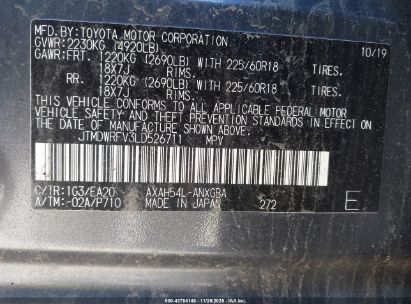 MFD.BY:TOYOTA MOTOR CORPORATION 10/19
GVWR:2230KG (4920LB)
GAWR:FRT. 1220KG (2690LB) WITH 225/60R18 TIRES.
18X7J RIMS.
RR. 1220KG (2690LB) WITH 225/60R18 TIRES.
18X7J RIMS.
THIS VEHICLE CONFORMS TO ALL APPLICABLE FEDERAL MOTOR
VEHICLE SAFETY AND THEFT PREVENTION STANDARDS IN EFFECT
ON THE DATE OF MANUFACTURE SHOWN ABOVE.
JTMDWRFV3LD526711 MPV
C/TR:1G3/EA20 AXAH54L-ANXGBA
A/TM:-02A/P710 MADE IN JAPAN 272 E